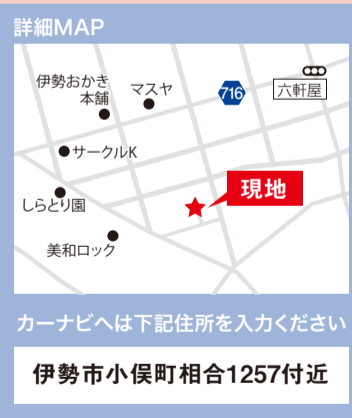 詳細MAP
伊勢おかき
本舗
マスヤ
716
六軒屋
サークルK
現地
しらとり園
美和ロック
カーナビへは下記住所を入力ください
伊勢市小俣町相合1257付近